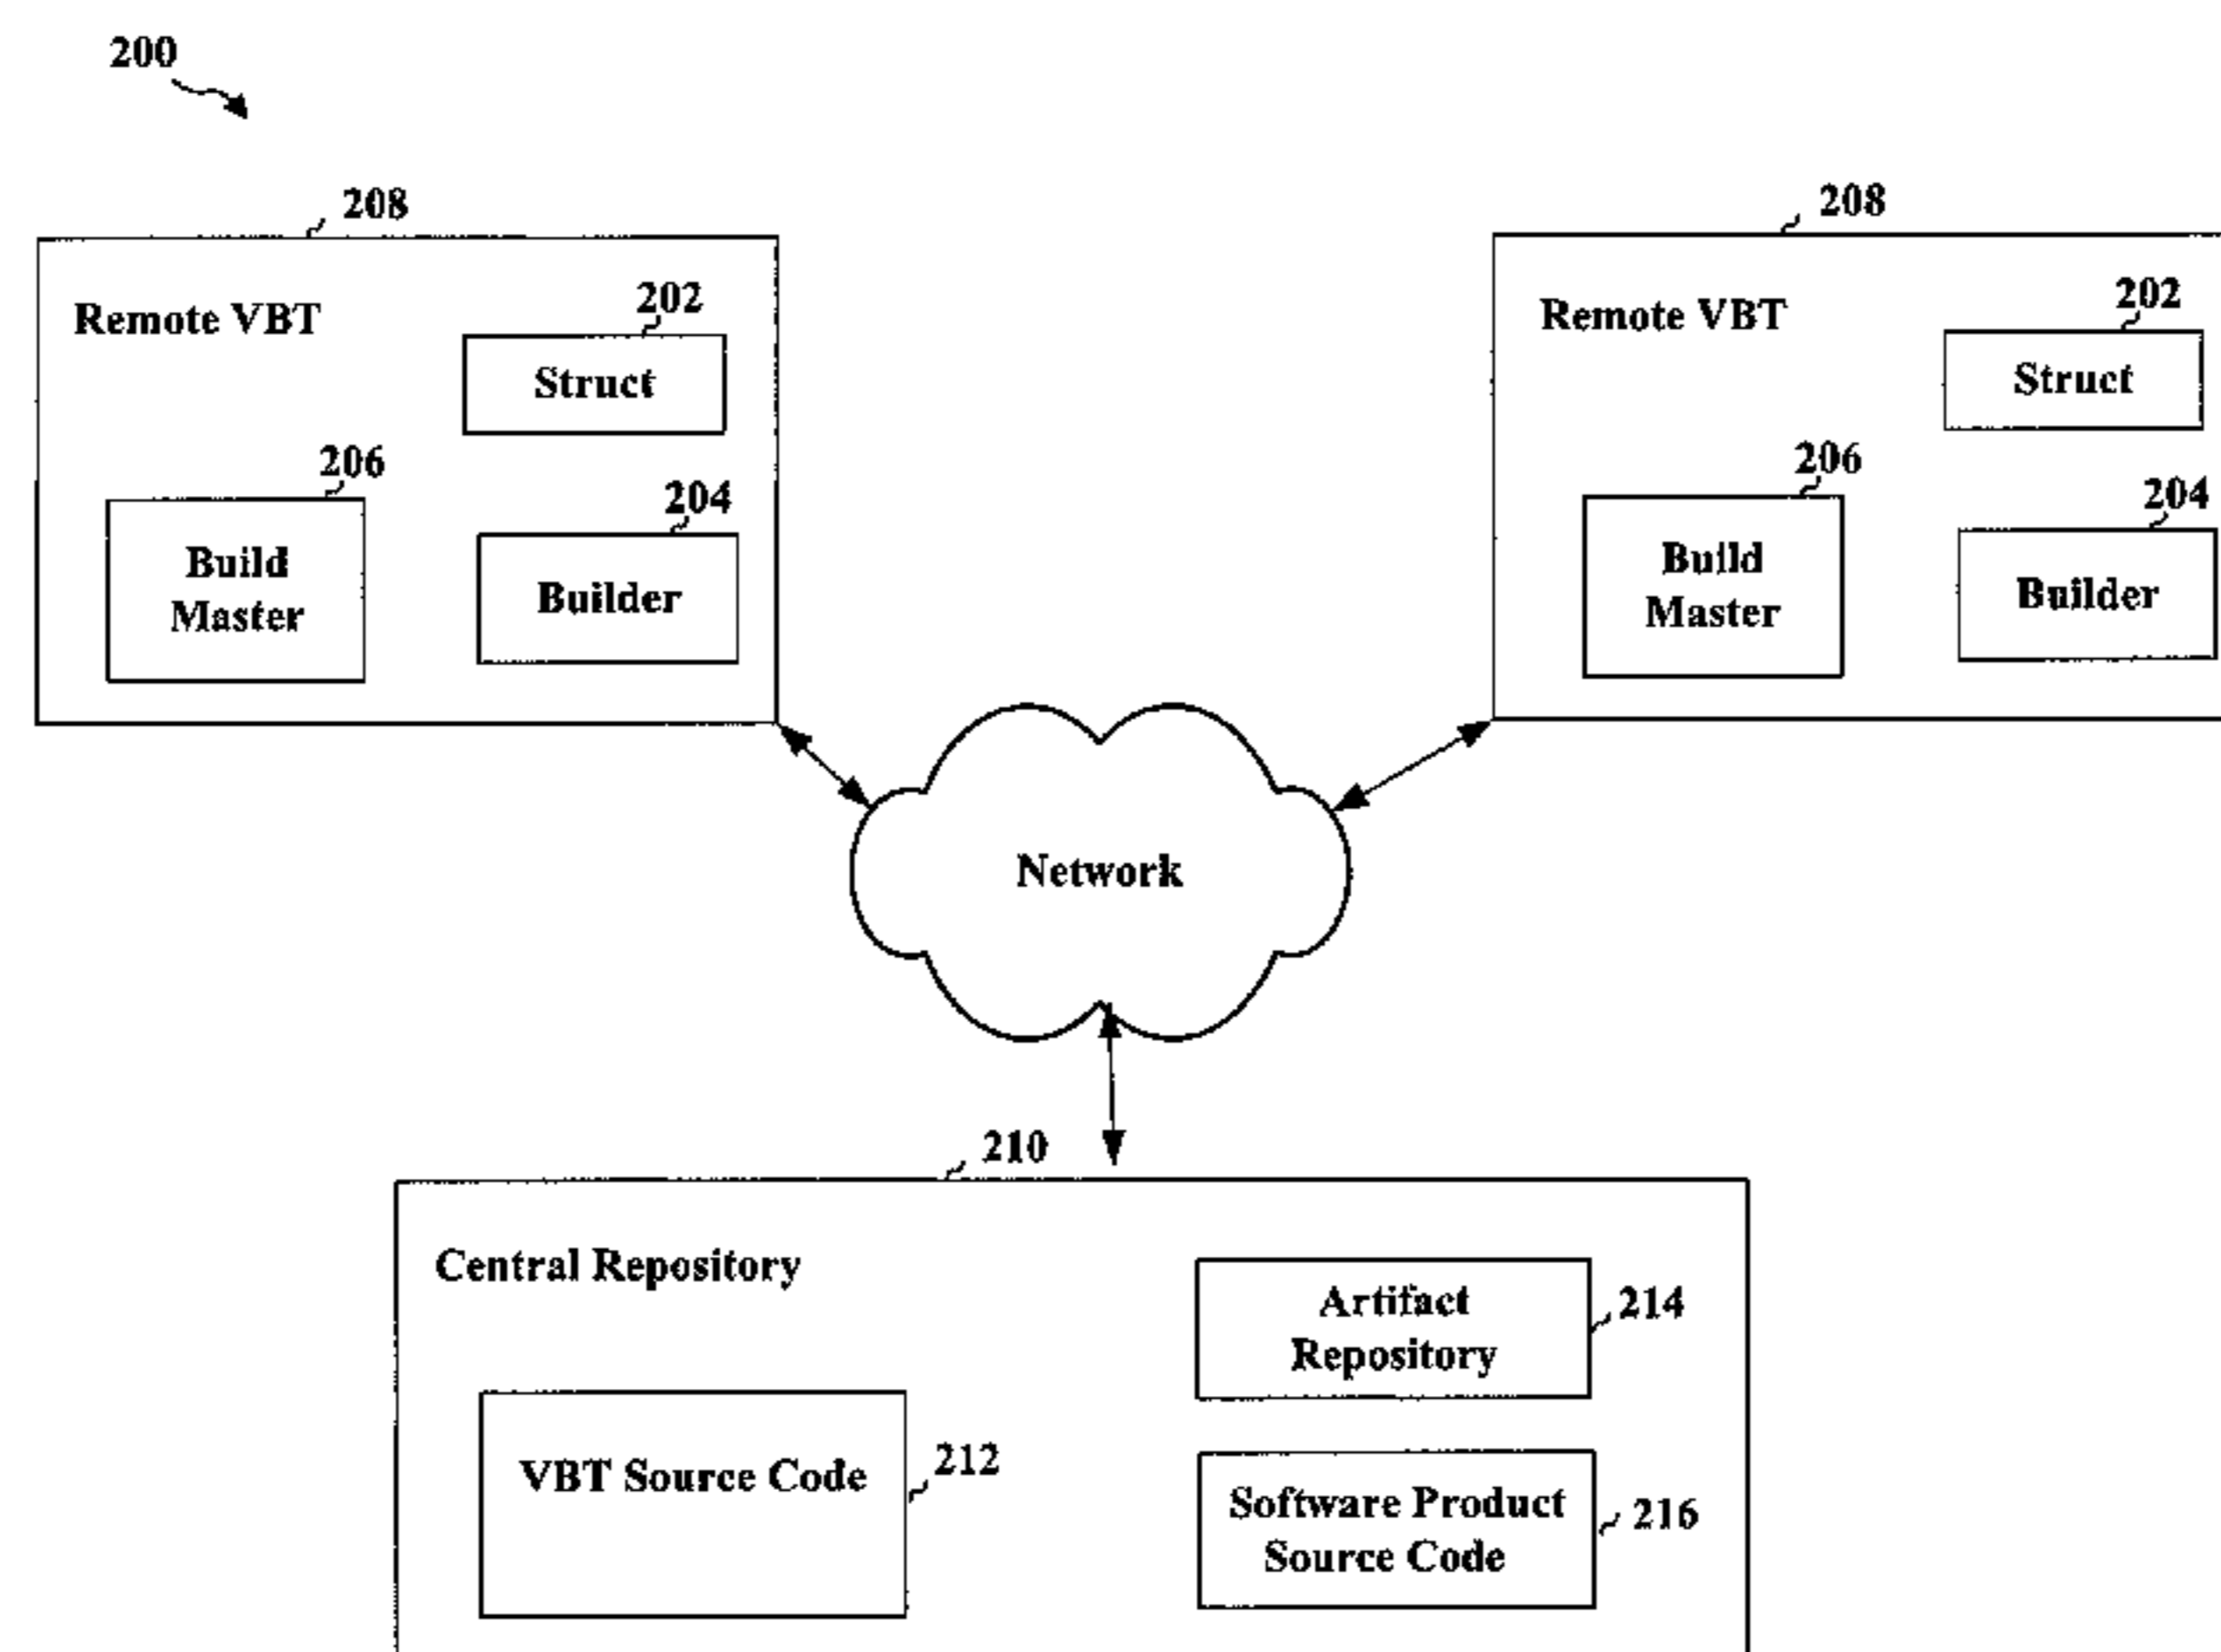 200
208
Remote VBT
202
Struct
206
Build
Master
204
Builder
208
Remote VBT
202
Struct
206
Build
Master
204
Builder
Network
210
Central Repository
Artifact
Repository
214
VBT Source Code
212
Software Product
Source Code
216